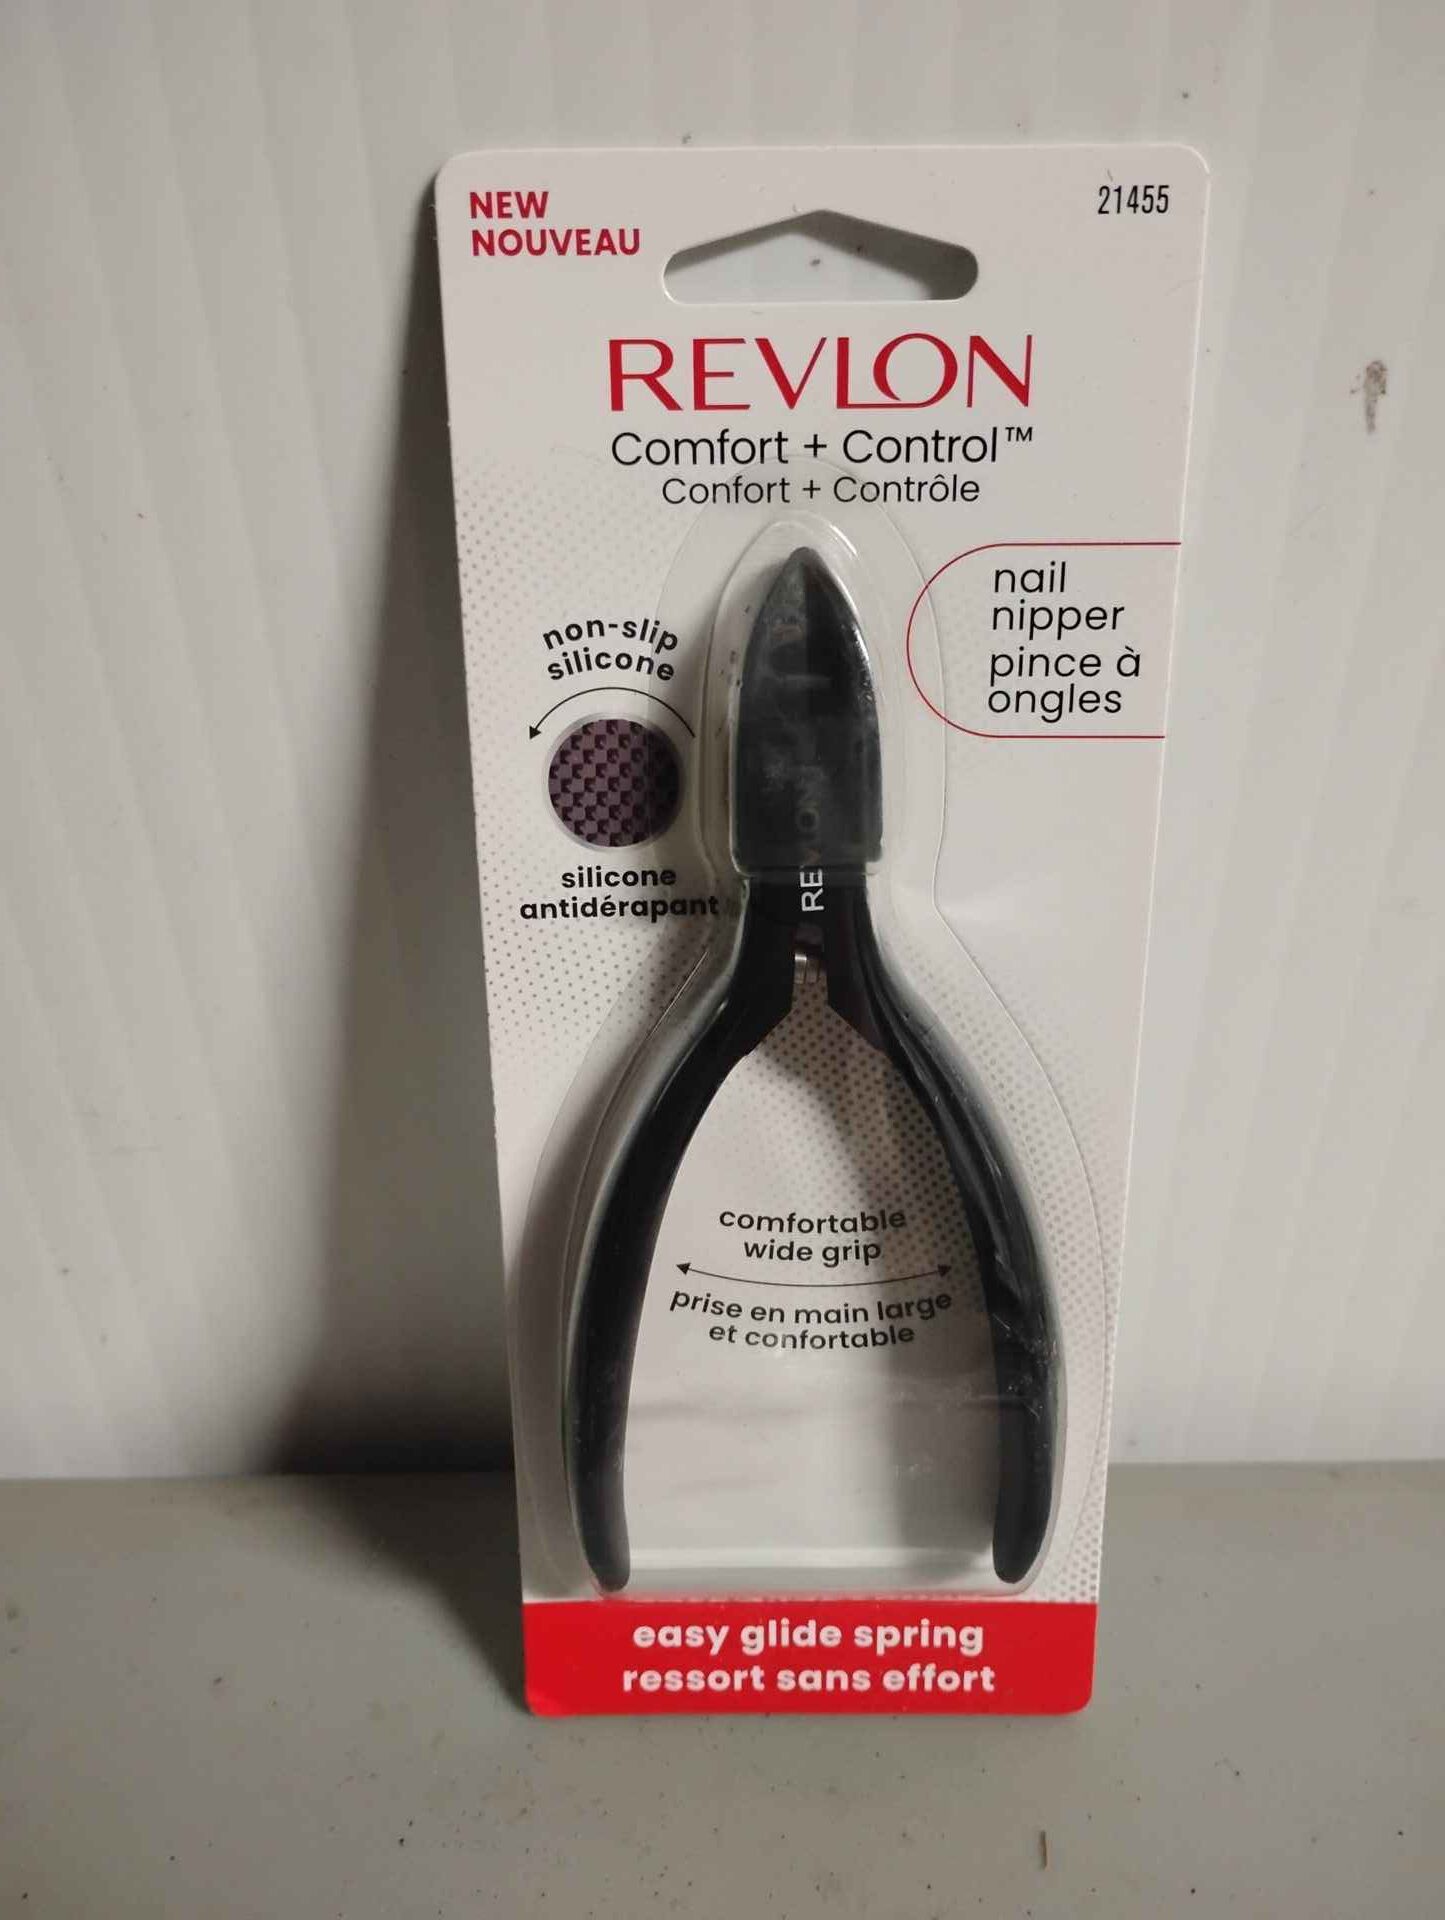 NEW
NOUVEAU
21455
REVLON
Comfort + Control™
Confort + Contrôle
nail
nipper
pince à
ongles
non-slip
silicone
silicone
antidérapant
REVLON
comfortable
wide grip
prise en main large
et confortable
easy glide spring
ressort sans effort